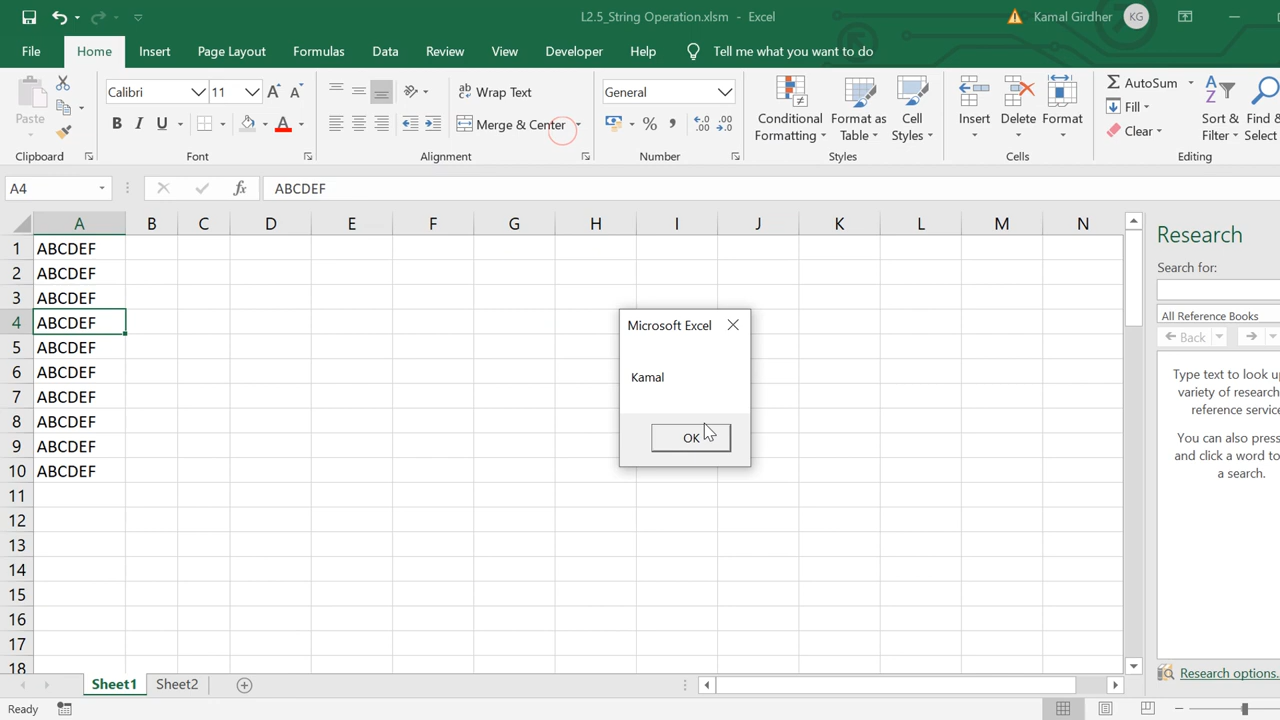 L2.5_String Operation.xlsm - Excel
Kamal Girdher KG
File Home Insert Page Layout Formulas Data Review View Developer Help Tell me what you want to do
Paste
Clipboard
Calibri 11
B I U A
Font
Wrap Text
Merge & Center
Alignment
General
% ,
Number
Conditional Formatting
Format as Table
Cell Styles
Styles
Insert Delete Format
Cells
AutoSum
Fill
Clear
Sort & Filter
Find &
Editing
A4 fx ABCDEF
A B C D E F G H I J K L M N
1 ABCDEF
2 ABCDEF
3 ABCDEF
4 ABCDEF
5 ABCDEF
6 ABCDEF
7 ABCDEF
8 ABCDEF
9 ABCDEF
10 ABCDEF
11
12
13
14
15
16
17
18
Microsoft Excel
Kamal
OK
Research
Search for:
All Reference Books
Back
Type text to look
variety of
reference
You can also press
and click a word to
a search.
Research options.
Sheet1 Sheet2
Ready